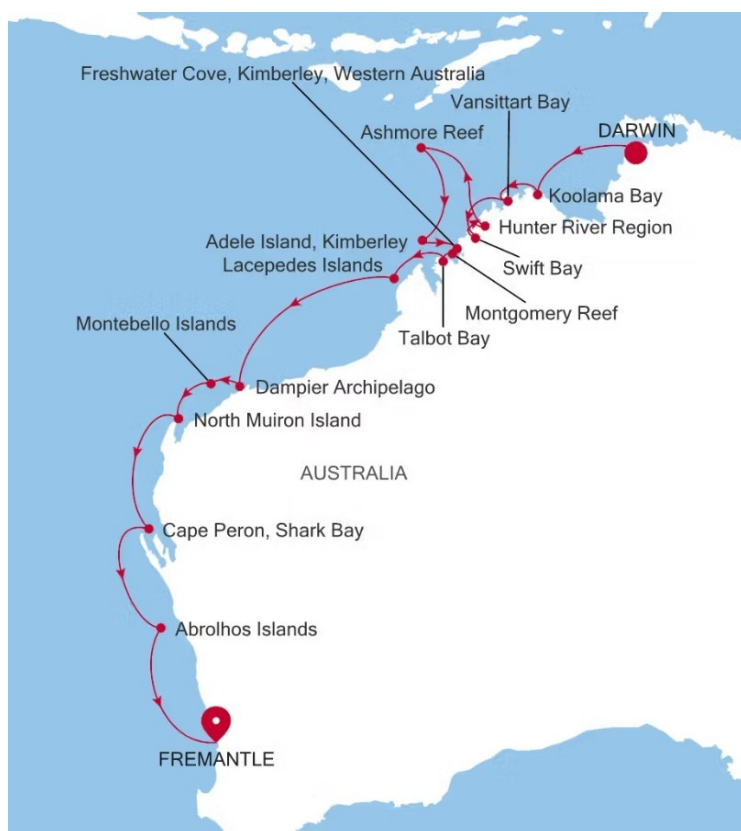 Freshwater Cove, Kimberley, Western Australia
Vansittart Bay
Ashmore Reef
DARWIN
Koolama Bay
Hunter River Region
Adele Island, Kimberley
Lacepedes Islands
Swift Bay
Montgomery Reef
Talbot Bay
Montebello Islands
Dampier Archipelago
North Muiron Island
AUSTRALIA
Cape Peron, Shark Bay
Abrolhos Islands
FREMANTLE